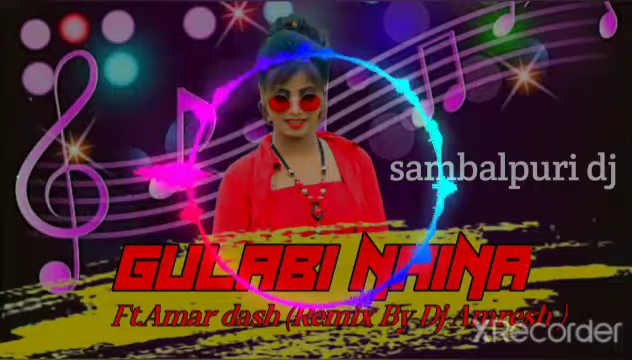 sambalpuri dj
GULABI NAINA
Ft.Amar dash (Remix By Dj Amresh )
XRecorder